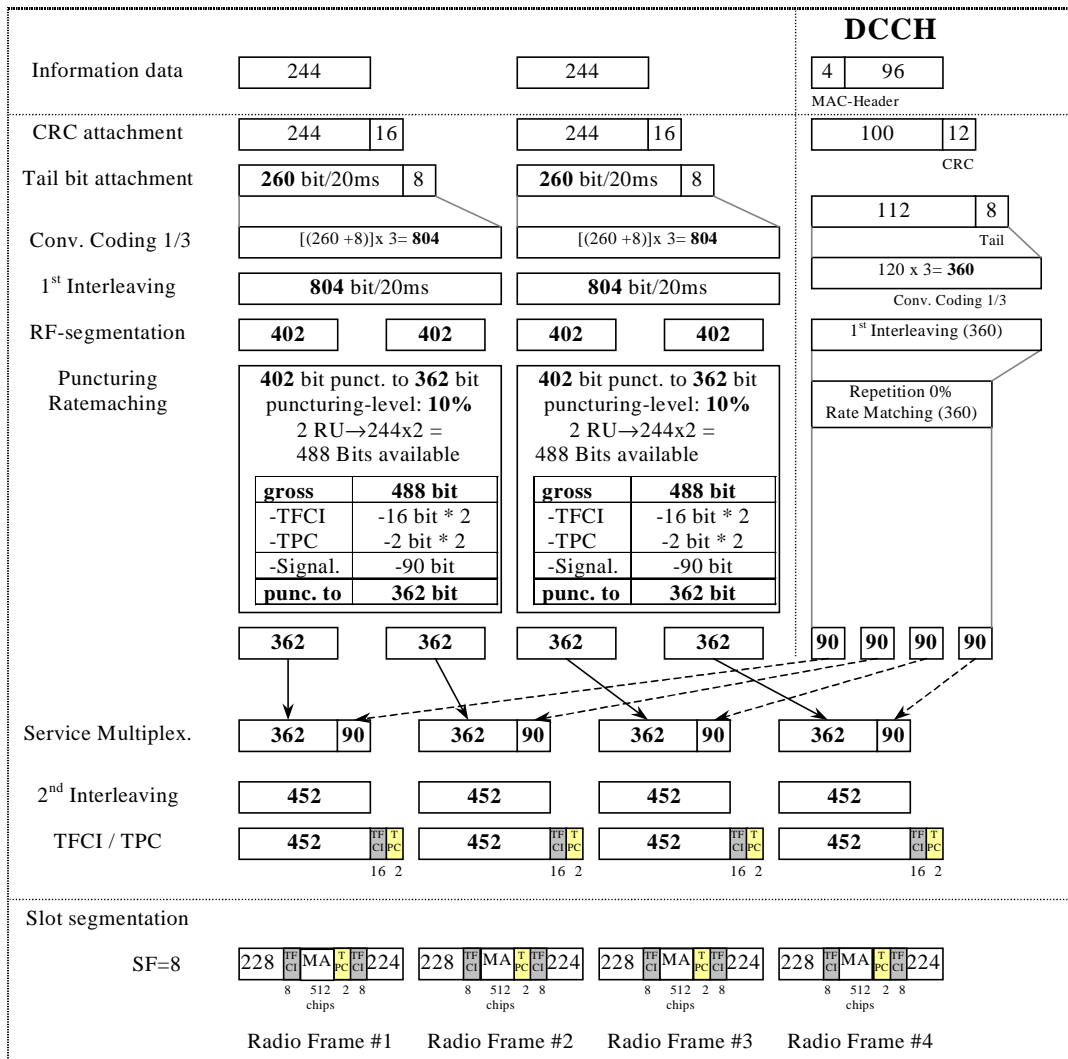 DCCH
Information data 244 244 4 96
MAC-Header
CRC attachment 244 16 244 16 100 12
CRC
Tail bit attachment 260 bit/20ms 8 260 bit/20ms 8
112 8
Tail
Conv. Coding 1/3 [(260 +8)]x 3= 804 [(260 +8)]x 3= 804
120 x 3= 360
Conv. Coding 1/3
1st Interleaving 804 bit/20ms 804 bit/20ms
RF-segmentation 402 402 402 402 1st Interleaving (360)
Puncturing
Ratemaching
402 bit punct. to 362 bit
puncturing-level: 10%
2 RU→244x2 =
488 Bits available
gross 488 bit
-TFCI -16 bit * 2
-TPC -2 bit * 2
-Signal. -90 bit
punc. to 362 bit
402 bit punct. to 362 bit
puncturing-level: 10%
2 RU→244x2 =
488 Bits available
gross 488 bit
-TFCI -16 bit * 2
-TPC -2 bit * 2
-Signal. -90 bit
punc. to 362 bit
Repetition 0%
Rate Matching (360)
362 362 362 362 90 90 90 90
Service Multiplex. 362 90 362 90 362 90 362 90
2nd Interleaving 452 452 452 452
TFCI / TPC 452 TF CI T PC 452 TF CI T PC 452 TF CI T PC 452 TF CI T PC
16 2 16 2 16 2 16 2
Slot segmentation
SF=8 228 TF CI MA T PC TF CI 224 228 TF CI MA T PC TF CI 224 228 TF CI MA T PC TF CI 224 228 TF CI MA T PC TF CI 224
8 512 2 8 8 512 2 8 8 512 2 8 8 512 2 8
chips chips chips chips
Radio Frame #1 Radio Frame #2 Radio Frame #3 Radio Frame #4